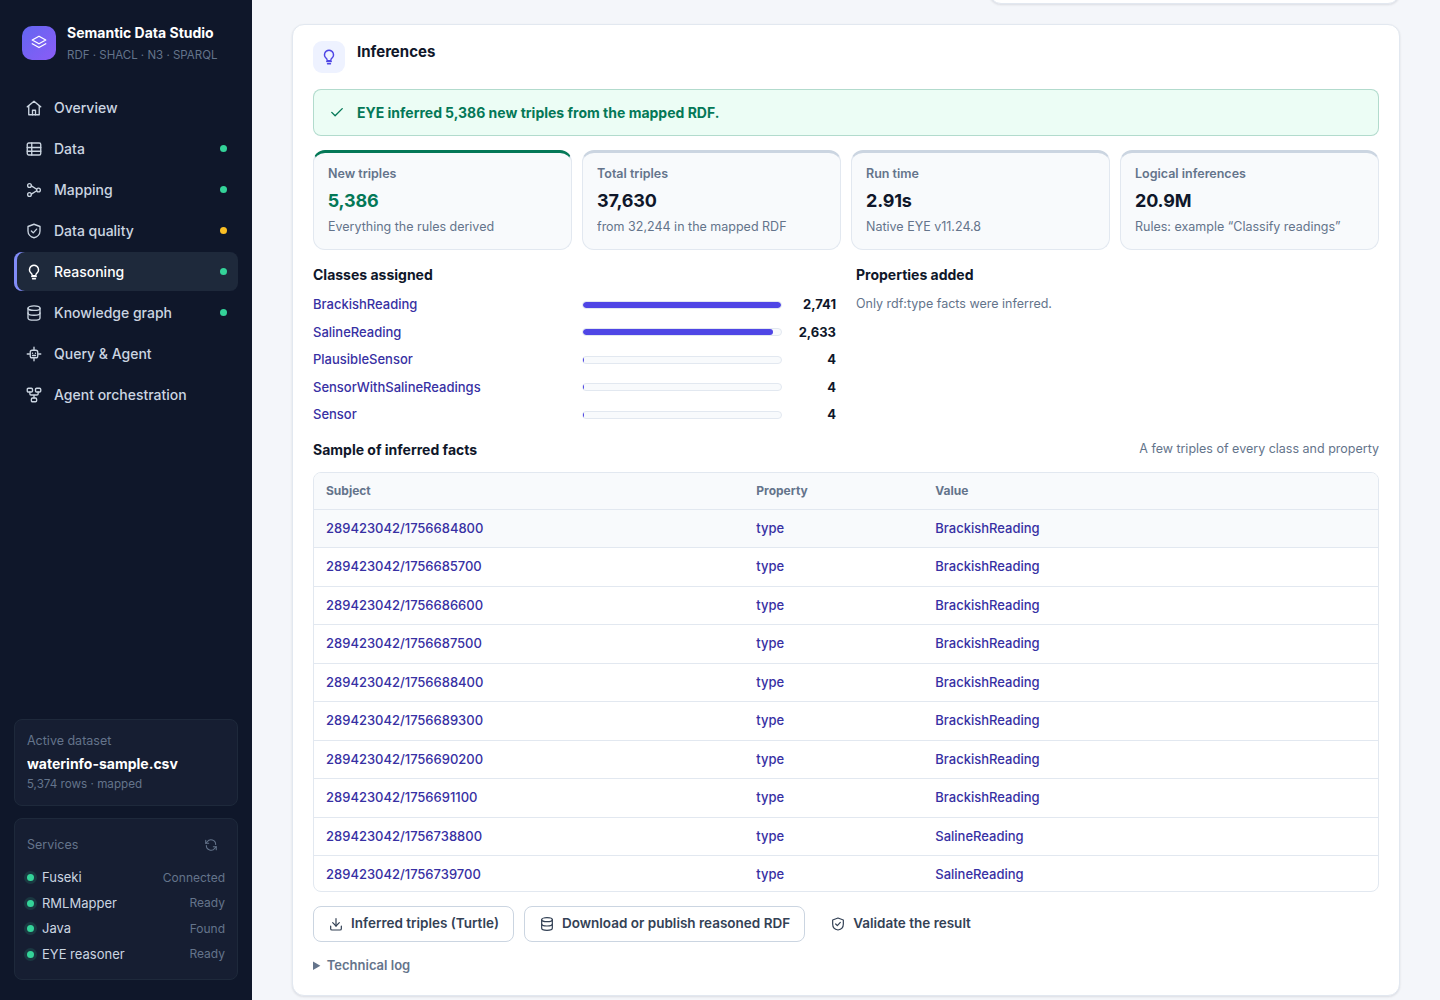 Semantic Data Studio
RDF · SHACL · N3 · SPARQL
Overview
Data
Mapping
Data quality
Reasoning
Knowledge graph
Query & Agent
Agent orchestration
Active dataset
waterinfo-sample.csv
5,374 rows · mapped
Services
Fuseki Connected
RMLMapper Ready
Java Found
EYE reasoner Ready
Inferences
EYE inferred 5,386 new triples from the mapped RDF.
New triples
5,386
Everything the rules derived
Total triples
37,630
from 32,244 in the mapped RDF
Run time
2.91s
Native EYE v11.24.8
Logical inferences
20.9M
Rules: example “Classify readings”
Classes assigned
BrackishReading 2,741
SalineReading 2,633
PlausibleSensor 4
SensorWithSalineReadings 4
Sensor 4
Properties added
Only rdf:type facts were inferred.
Sample of inferred facts
A few triples of every class and property
Subject Property Value
289423042/1756684800 type BrackishReading
289423042/1756685700 type BrackishReading
289423042/1756686600 type BrackishReading
289423042/1756687500 type BrackishReading
289423042/1756688400 type BrackishReading
289423042/1756689300 type BrackishReading
289423042/1756690200 type BrackishReading
289423042/1756691100 type BrackishReading
289423042/1756738800 type SalineReading
289423042/1756739700 type SalineReading
Inferred triples (Turtle)
Download or publish reasoned RDF
Validate the result
Technical log